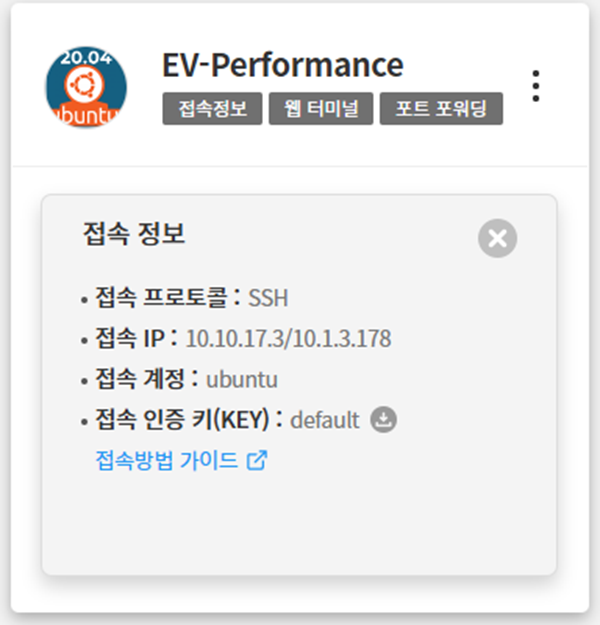 20.04
ubuntu
EV-Performance
접속정보 웹 터미널 포트 포워딩
접속 정보
• 접속 프로토콜 : SSH
• 접속 IP : 10.10.17.3/10.1.3.178
• 접속 계정 : ubuntu
• 접속 인증 키(KEY) : default
접속방법 가이드